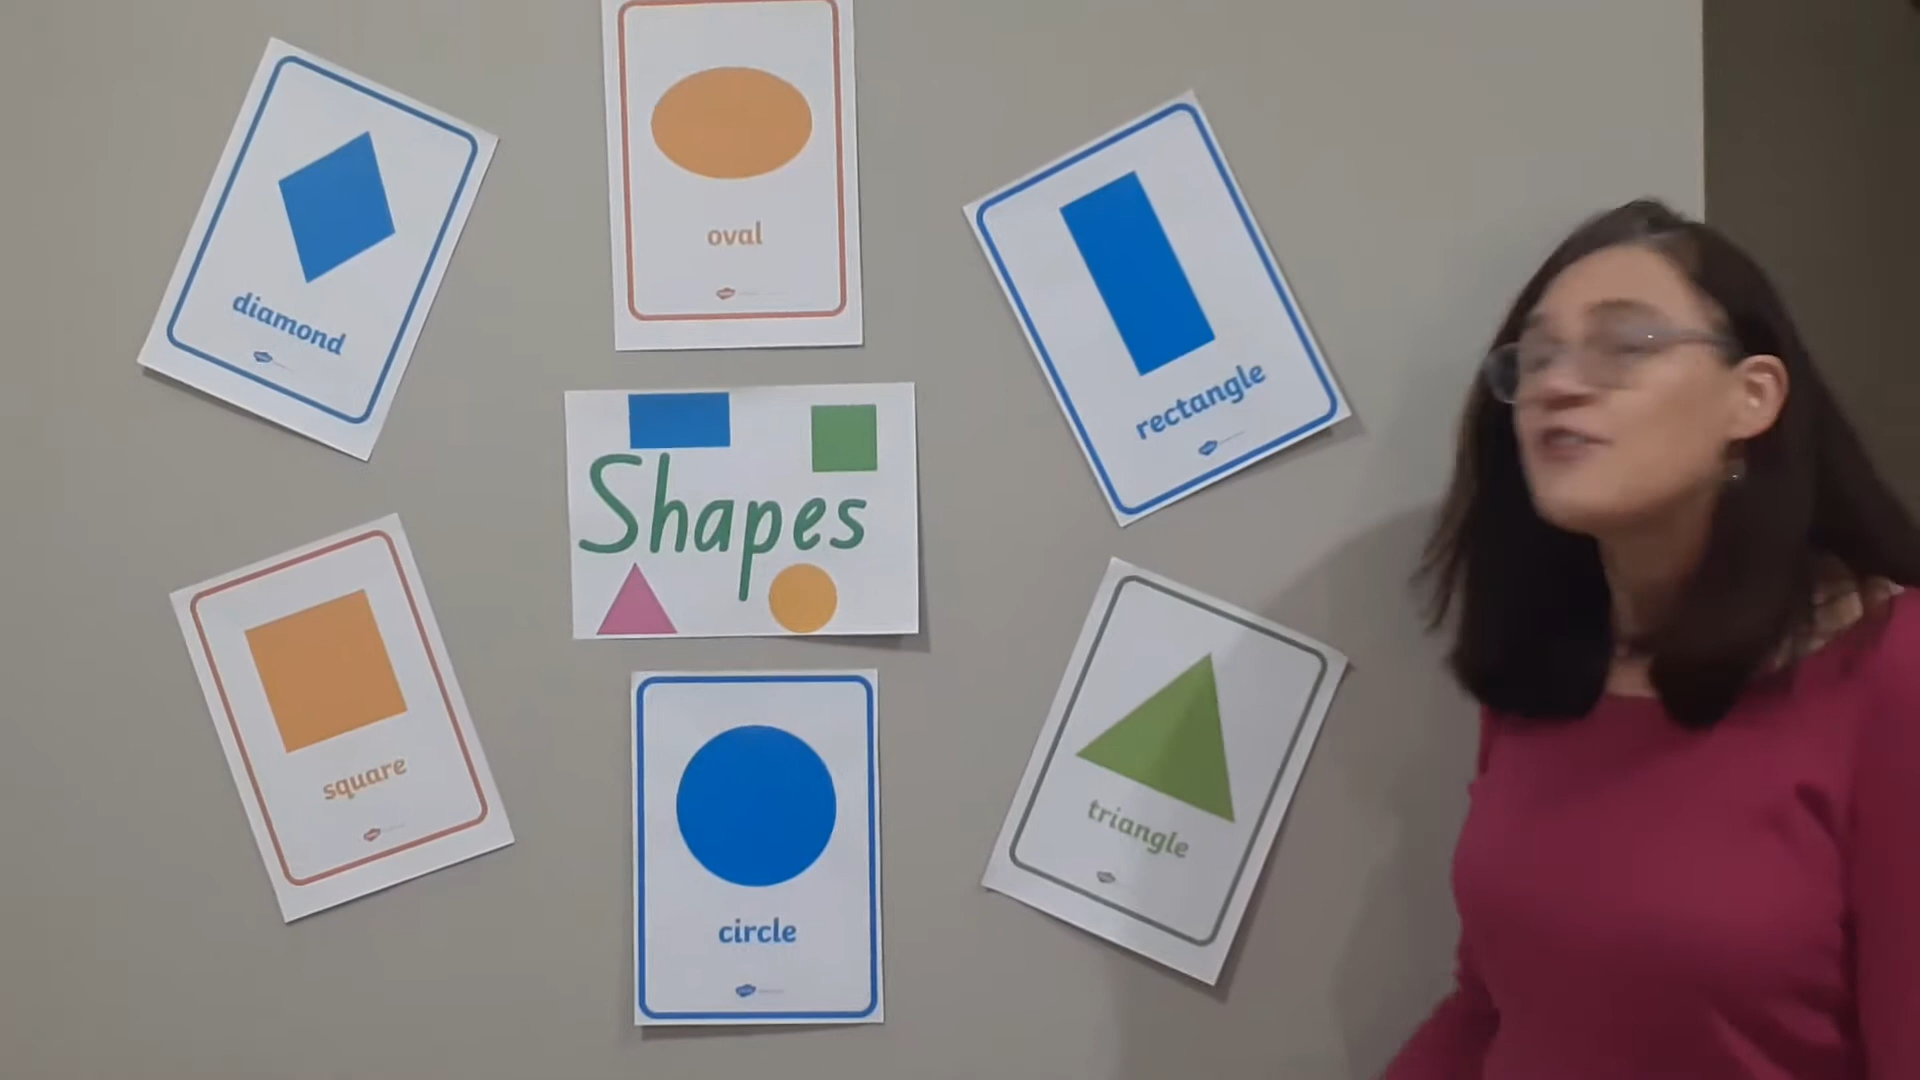 oval
diamond
rectangle
Shapes
square
triangle
circle